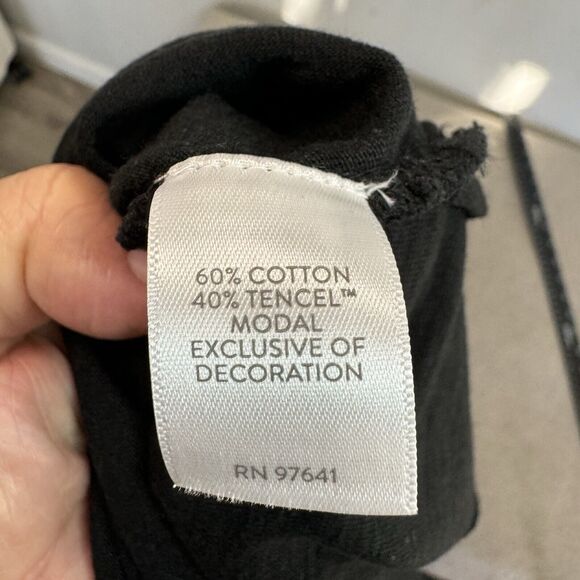 60% COTTON
40% TENCEL™
MODAL
EXCLUSIVE OF
DECORATION
RN 97641